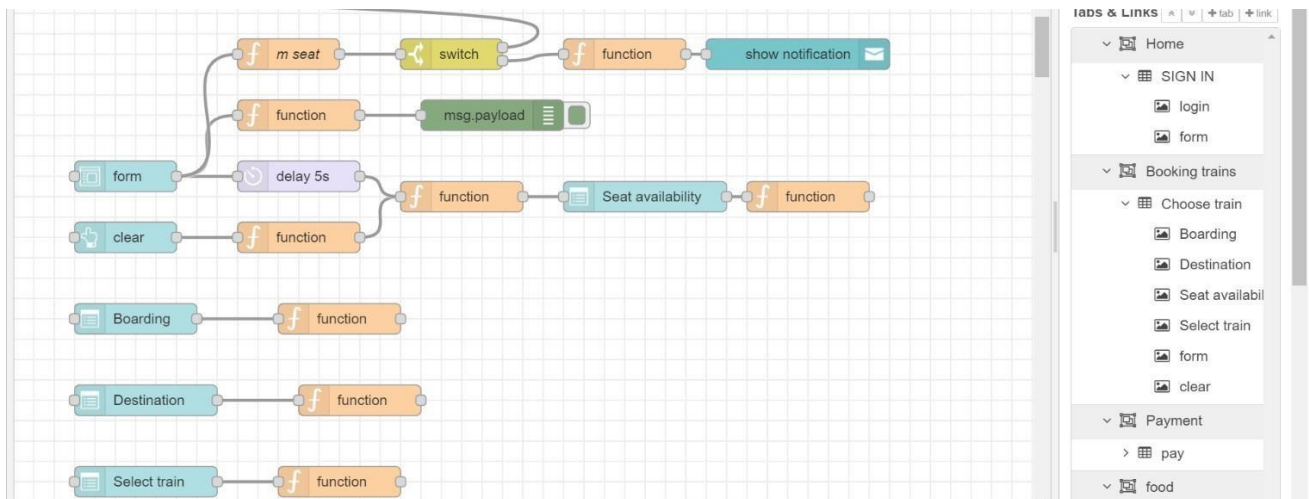 Tabs & Links + tab + link
m seat switch function show notification
function msg.payload
form delay 5s
function Seat availability function
clear function
Boarding function
Destination function
Select train function
Home
SIGN IN
login
form
Booking trains
Choose train
Boarding
Destination
Seat availabil
Select train
form
clear
Payment
pay
food